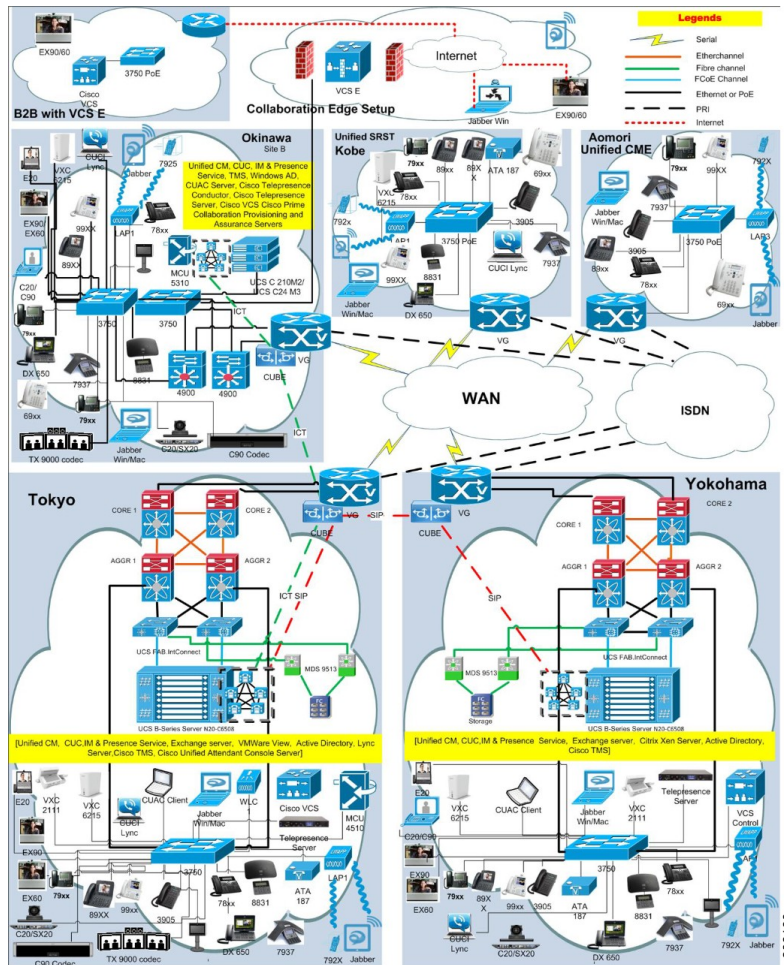 EX90/60
3750 PoE
Cisco
VCS
B2B with VCS E
VCS E
Internet
Collaboration Edge Setup
Jabber Win
EX90/60
Legends
Serial
Etherchannel
Fibre channel
FCoE Channel
Ethernet or PoE
PRI
Internet
Okinawa
Site B
E20
VXC
6215
CUCI
Lync
Jabber
7925
Unified CM, CUC, IM & Presence
Service, TMS, Windows AD,
CUAC Server, Cisco Telepresence
Conductor, Cisco Telepresence
Server, Cisco VCS Cisco Prime
Collaboration Provisioning and
Assurance Servers
EX90/
EX60
99XX
LAP1
78xx
89XX
C20/
C90
MCU
5310
UCS C 210M2/
UCS C24 M3
3750
3750
ICT
79xx
DX 650
7937
8831
4900
4900
VG
CUBE
69xx
79xx
TX 9000 codec
Jabber
Win/Mac
C20/SX20
C90 Codec
ICT
Unified SRST
Kobe
79xx
89xx
89X
X
ATA 187
69xx
VXC
6215
78xx
792x
AP1
3750 PoE
3905
CUCI Lync
7937
99XX
8831
Jabber
Win/Mac
DX 650
VG
Aomori
Unified CME
79xx
99XX
792X
Jabber
Win/Mac
7937
3905
3750 PoE
LAP3
89xx
78xx
69xx
Jabber
VG
WAN
ISDN
Tokyo
CORE 1
CORE 2
VG
CUBE
SIP
AGGR 1
AGGR 2
ICT SIP
UCS FAB.IntConnect
MDS 9513
FC
UCS B-Series Server N20-C6508
[Unified CM, CUC,IM & Presence Service, Exchange server, VMWare View, Active Directory, Lync
Server,Cisco TMS, Cisco Unified Attendant Console Server]
E20
VXC
2111
VXC
6215
CUCI
Lync
CUAC Client
Jabber
Win/Mac
WLC
Cisco VCS
MCU
4510
Telepresence
Server
EX90
3750
LAP1
EX60
79xx
89XX
99xx
3905
78xx
8831
ATA
187
C20/SX20
C90 Codec
TX 9000 codec
DX 650
7937
792X
Jabber
Yokohama
VG
CUBE
CORE 1
CORE 2
AGGR 1
AGGR 2
SIP
UCS FAB.IntConnect
MDS 9513
FC
Storage
UCS B-Series Server N20-C6508
[Unified CM, CUC,IM & Presence Service, Exchange server, Citrix Xen Server, Active Directory,
Cisco TMS]
E20
VXC
6215
CUAC Client
Jabber
Win/Mac
VXC
2111
Telepresence
Server
VCS
Control
C20/C90
EX90
3750
EX60
79xx
89X
X
99xx
3905
ATA
187
78xx
8831
CUCI
Lync
C20/SX20
DX 650
7937
792X
Jabber